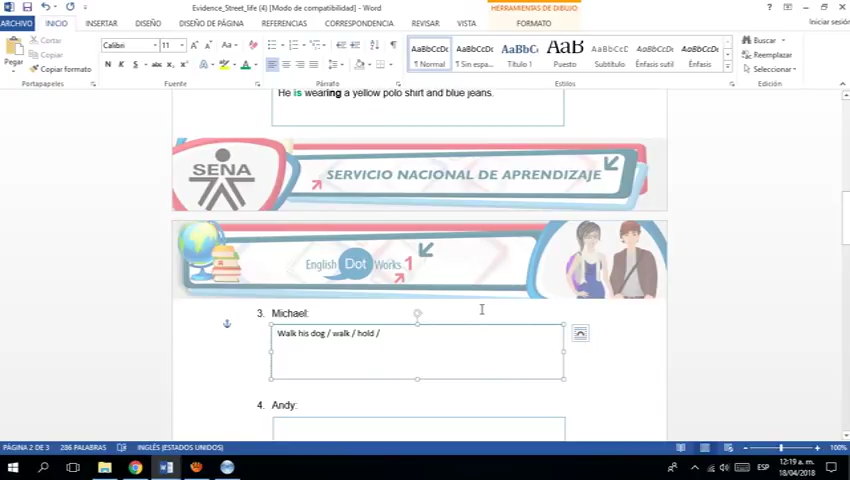 Evidence_Street_life (4) [Modo de compatibilidad] - Word
HERRAMIENTAS DE DIBUJO
Iniciar sesión
ARCHIVO INICIO INSERTAR DISEÑO DISEÑO DE PÁGINA REFERENCIAS CORRESPONDENCIA REVISAR VISTA FORMATO
Pegar
Cortar
Copiar
Copiar formato
Portapapeles
Calibri 11
N K S
Fuente
Párrafo
AaBbCcDc AaBbCcDc AaBbC AaB AaBbCcD AaBbCcDc AaBbCcDc
¶ Normal ¶ Sin espa... Título 1 Puesto Subtítulo Énfasis sutil Énfasis
Estilos
Buscar
Reemplazar
Seleccionar
Edición
He is wearing a yellow polo shirt and blue jeans.
SENA
SERVICIO NACIONAL DE APRENDIZAJE
English Dot Works 1
3. Michael:
Walk his dog / walk / hold /
4. Andy:
PÁGINA 2 DE 3 286 PALABRAS INGLÉS (ESTADOS UNIDOS)
100%
ESP
12:19 a. m.
18/04/2018